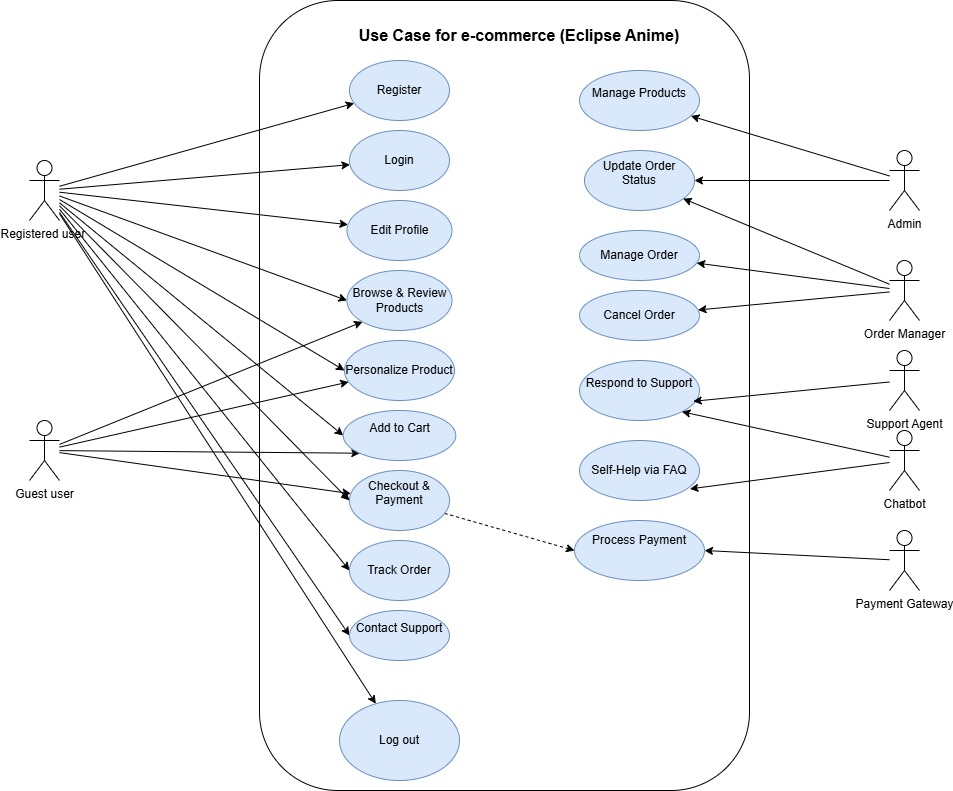 Use Case for e-commerce (Eclipse Anime)
Register
Login
Edit Profile
Browse & Review
Products
Personalize Product
Add to Cart
Checkout &
Payment
Track Order
Contact Support
Log out
Manage Products
Update Order
Status
Manage Order
Cancel Order
Respond to Support
Self-Help via FAQ
Process Payment
Registered user
Guest user
Admin
Order Manager
Support Agent
Chatbot
Payment Gateway